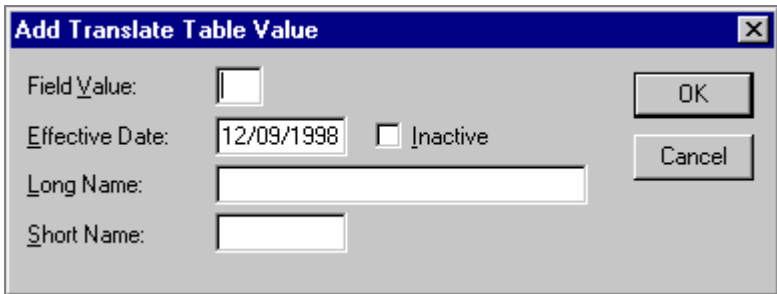 Add Translate Table Value
Field Value:
OK
Effective Date: 12/09/1998 Inactive
Cancel
Long Name:
Short Name: